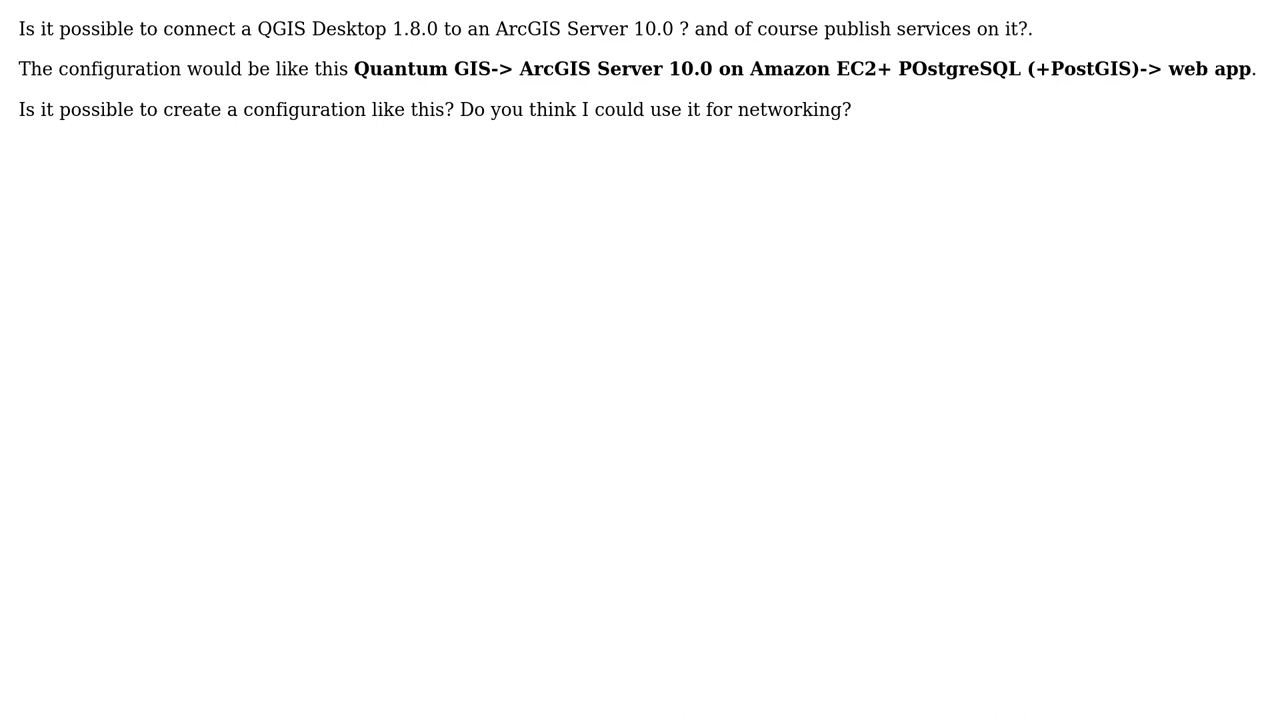 Is it possible to connect a QGIS Desktop 1.8.0 to an ArcGIS Server 10.0 ? and of course publish services on it?.
The configuration would be like this Quantum GIS-> ArcGIS Server 10.0 on Amazon EC2+ POstgreSQL (+PostGIS)-> web app.
Is it possible to create a configuration like this? Do you think I could use it for networking?